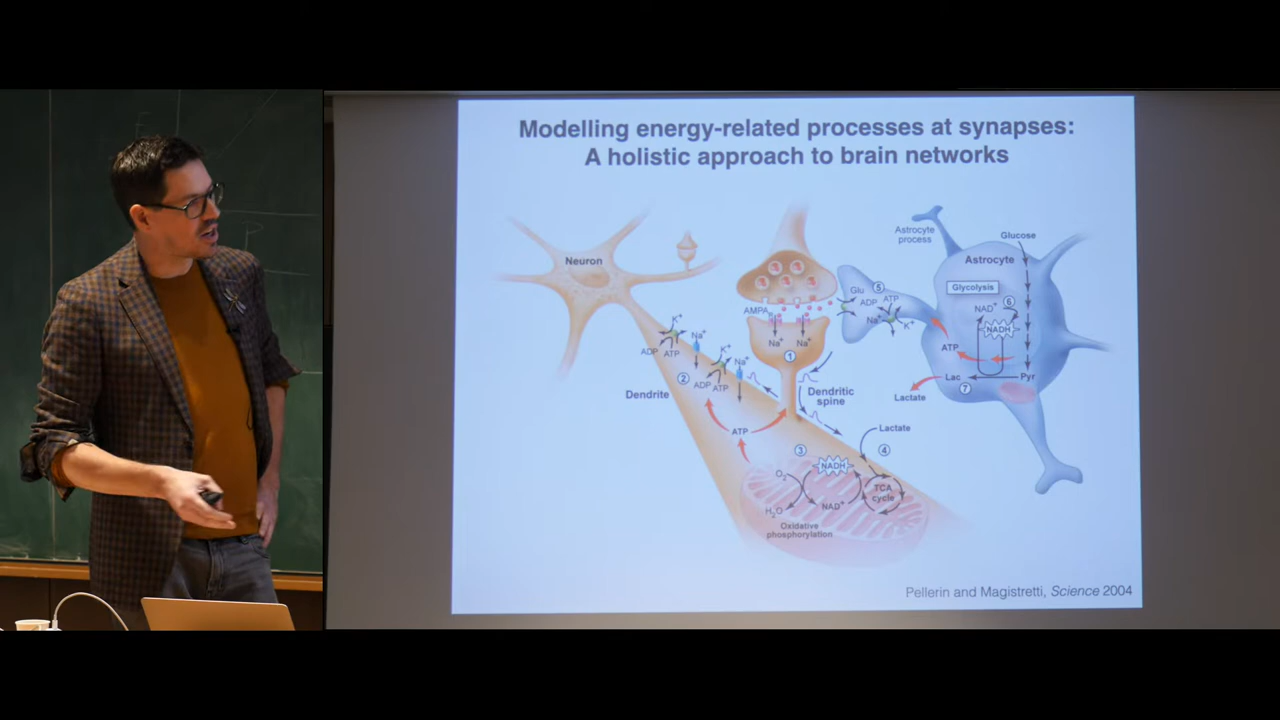 Modelling energy-related processes at synapses:
A holistic approach to brain networks
Neuron
Astrocyte
process
Glucose
Astrocyte
Glycolysis
NAD+
6
NADH
ATP
Lac
7
Pyr
Lactate
Glu
5
ADP
ATP
Na+
K+
AMPA
Na+
Na+
1
K+
ADP
ATP
Na+
2
K+
ADP
ATP
Na+
Dendrite
Dendritic
spine
ATP
Lactate
3
4
NADH
O2
H2O
NAD+
TCA
cycle
Oxidative
phosphorylation
Pellerin and Magistretti, Science 2004